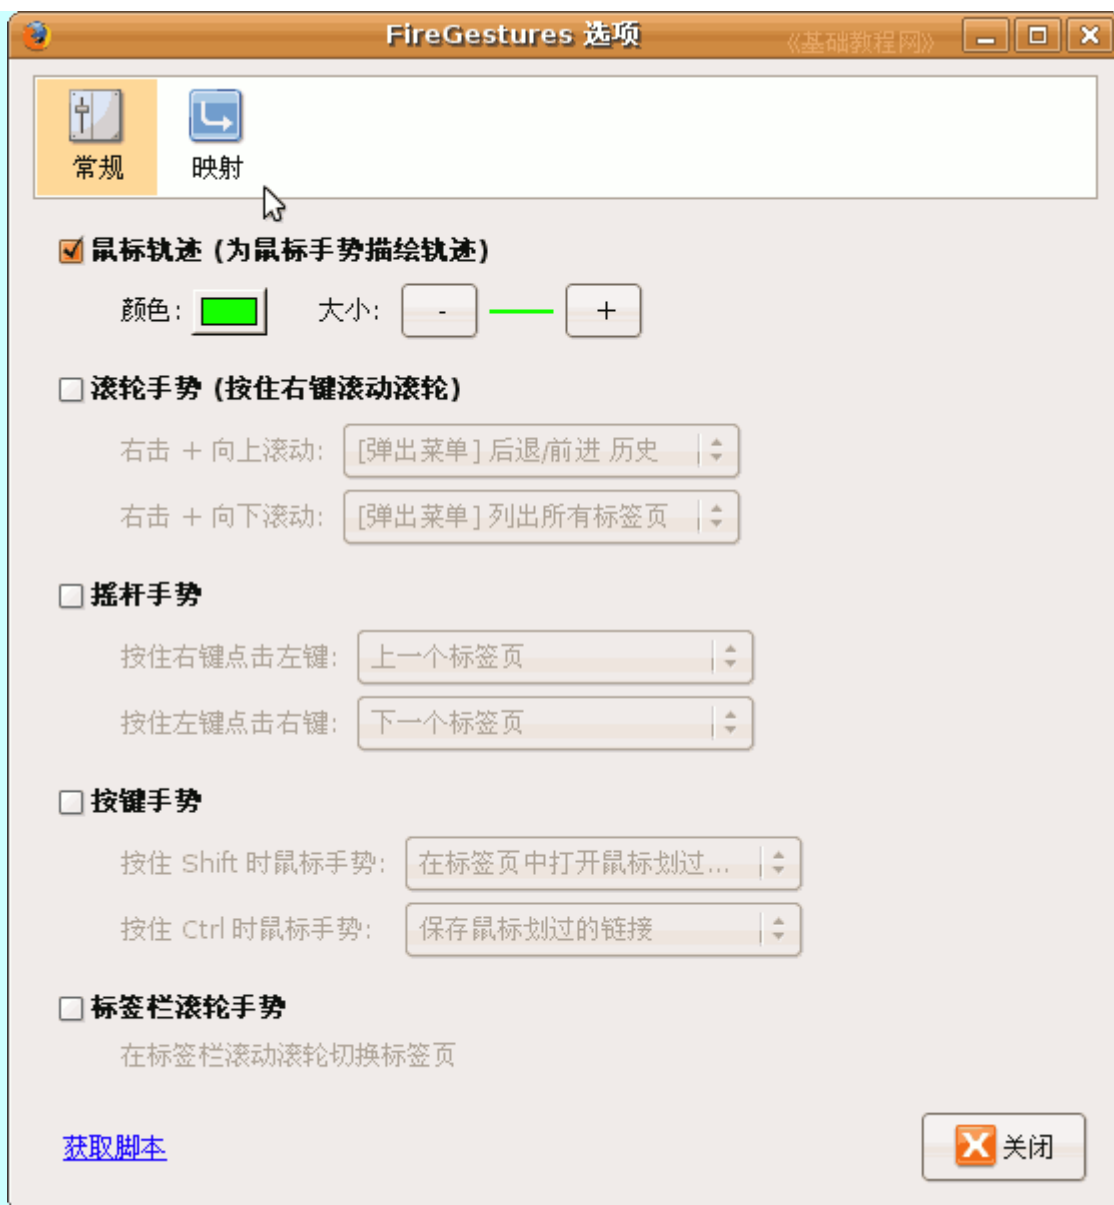 FireGestures 选项 《基础教程网》
常规 映射
鼠标轨迹 (为鼠标手势描绘轨迹)
颜色: 大小: - +
滚轮手势 (按住右键滚动滚轮)
右击 + 向上滚动: [弹出菜单] 后退/前进 历史
右击 + 向下滚动: [弹出菜单] 列出所有标签页
摇杆手势
按住右键点击左键: 上一个标签页
按住左键点击右键: 下一个标签页
按键手势
按住 Shift 时鼠标手势: 在标签页中打开鼠标划过...
按住 Ctrl 时鼠标手势: 保存鼠标划过的链接
标签栏滚轮手势
在标签栏滚动滚轮切换标签页
获取脚本 关闭